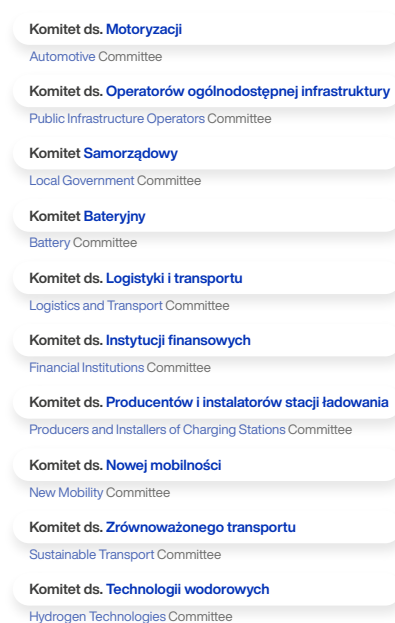 Komitet ds. Motoryzacji
Automotive Committee
Komitet ds. Operatorów ogólnodostępnej infrastruktury
Public Infrastructure Operators Committee
Komitet Samorządowy
Local Government Committee
Komitet Bateryjny
Battery Committee
Komitet ds. Logistyki i transportu
Logistics and Transport Committee
Komitet ds. Instytucji finansowych
Financial Institutions Committee
Komitet ds. Producentów i instalatorów stacji ładowania
Producers and Installers of Charging Stations Committee
Komitet ds. Nowej mobilności
New Mobility Committee
Komitet ds. Zrównoważonego transportu
Sustainable Transport Committee
Komitet ds. Technologii wodorowych
Hydrogen Technologies Committee